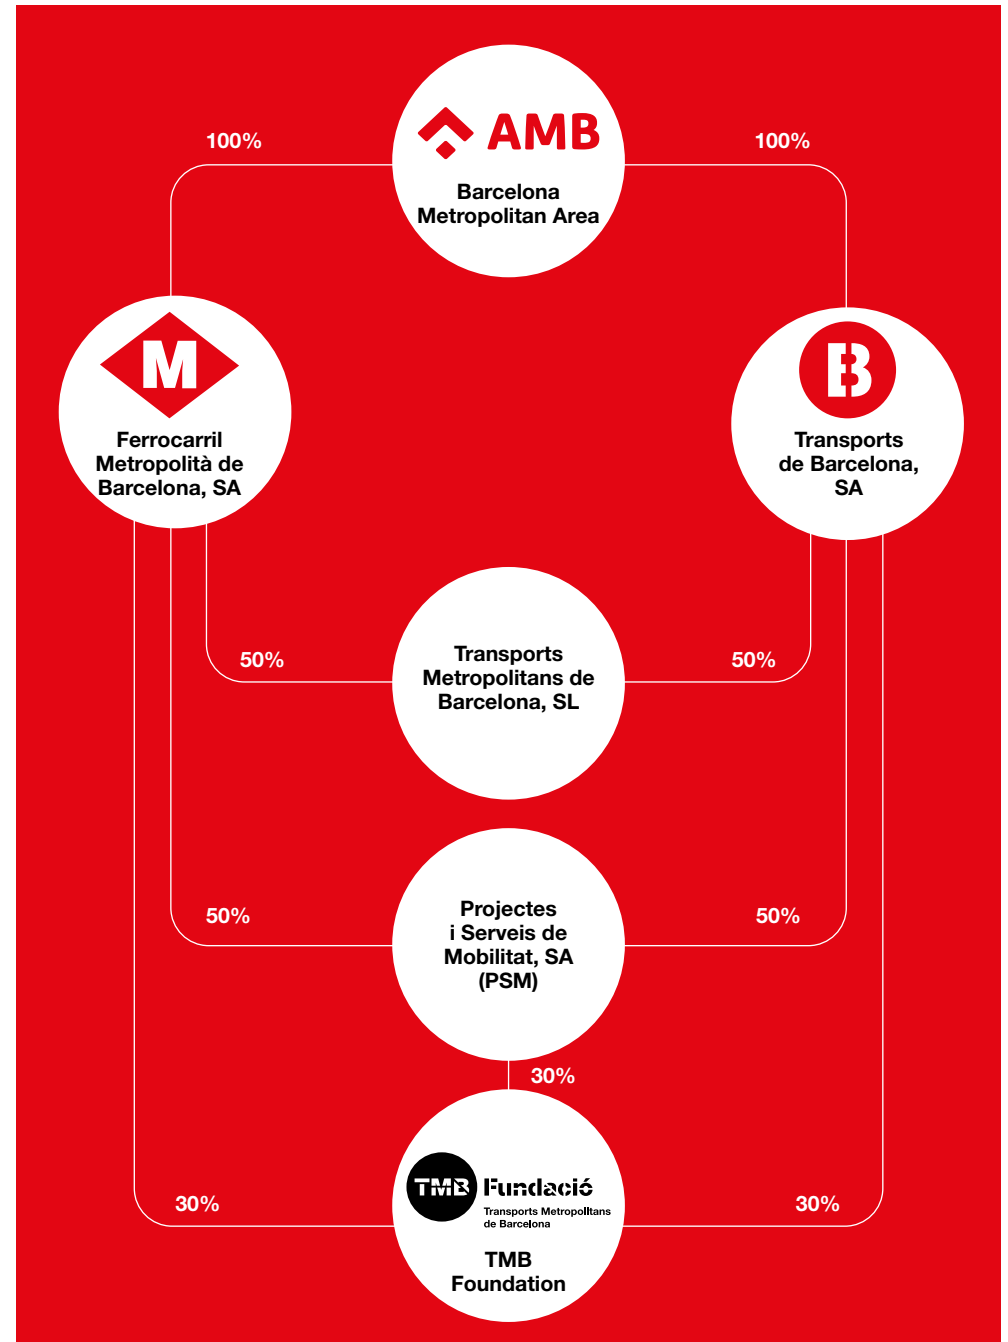 AMB
Barcelona
Metropolitan Area
100%
100%
M
Ferrocarril
Metropolità de
Barcelona, SA
B
Transports
de Barcelona,
SA
50%
Transports
Metropolitans de
Barcelona, SL
50%
50%
Projectes
i Serveis de
Mobilitat, SA
(PSM)
50%
30%
TMB Fundació
Transports Metropolitans
de Barcelona
TMB
Foundation
30%
30%